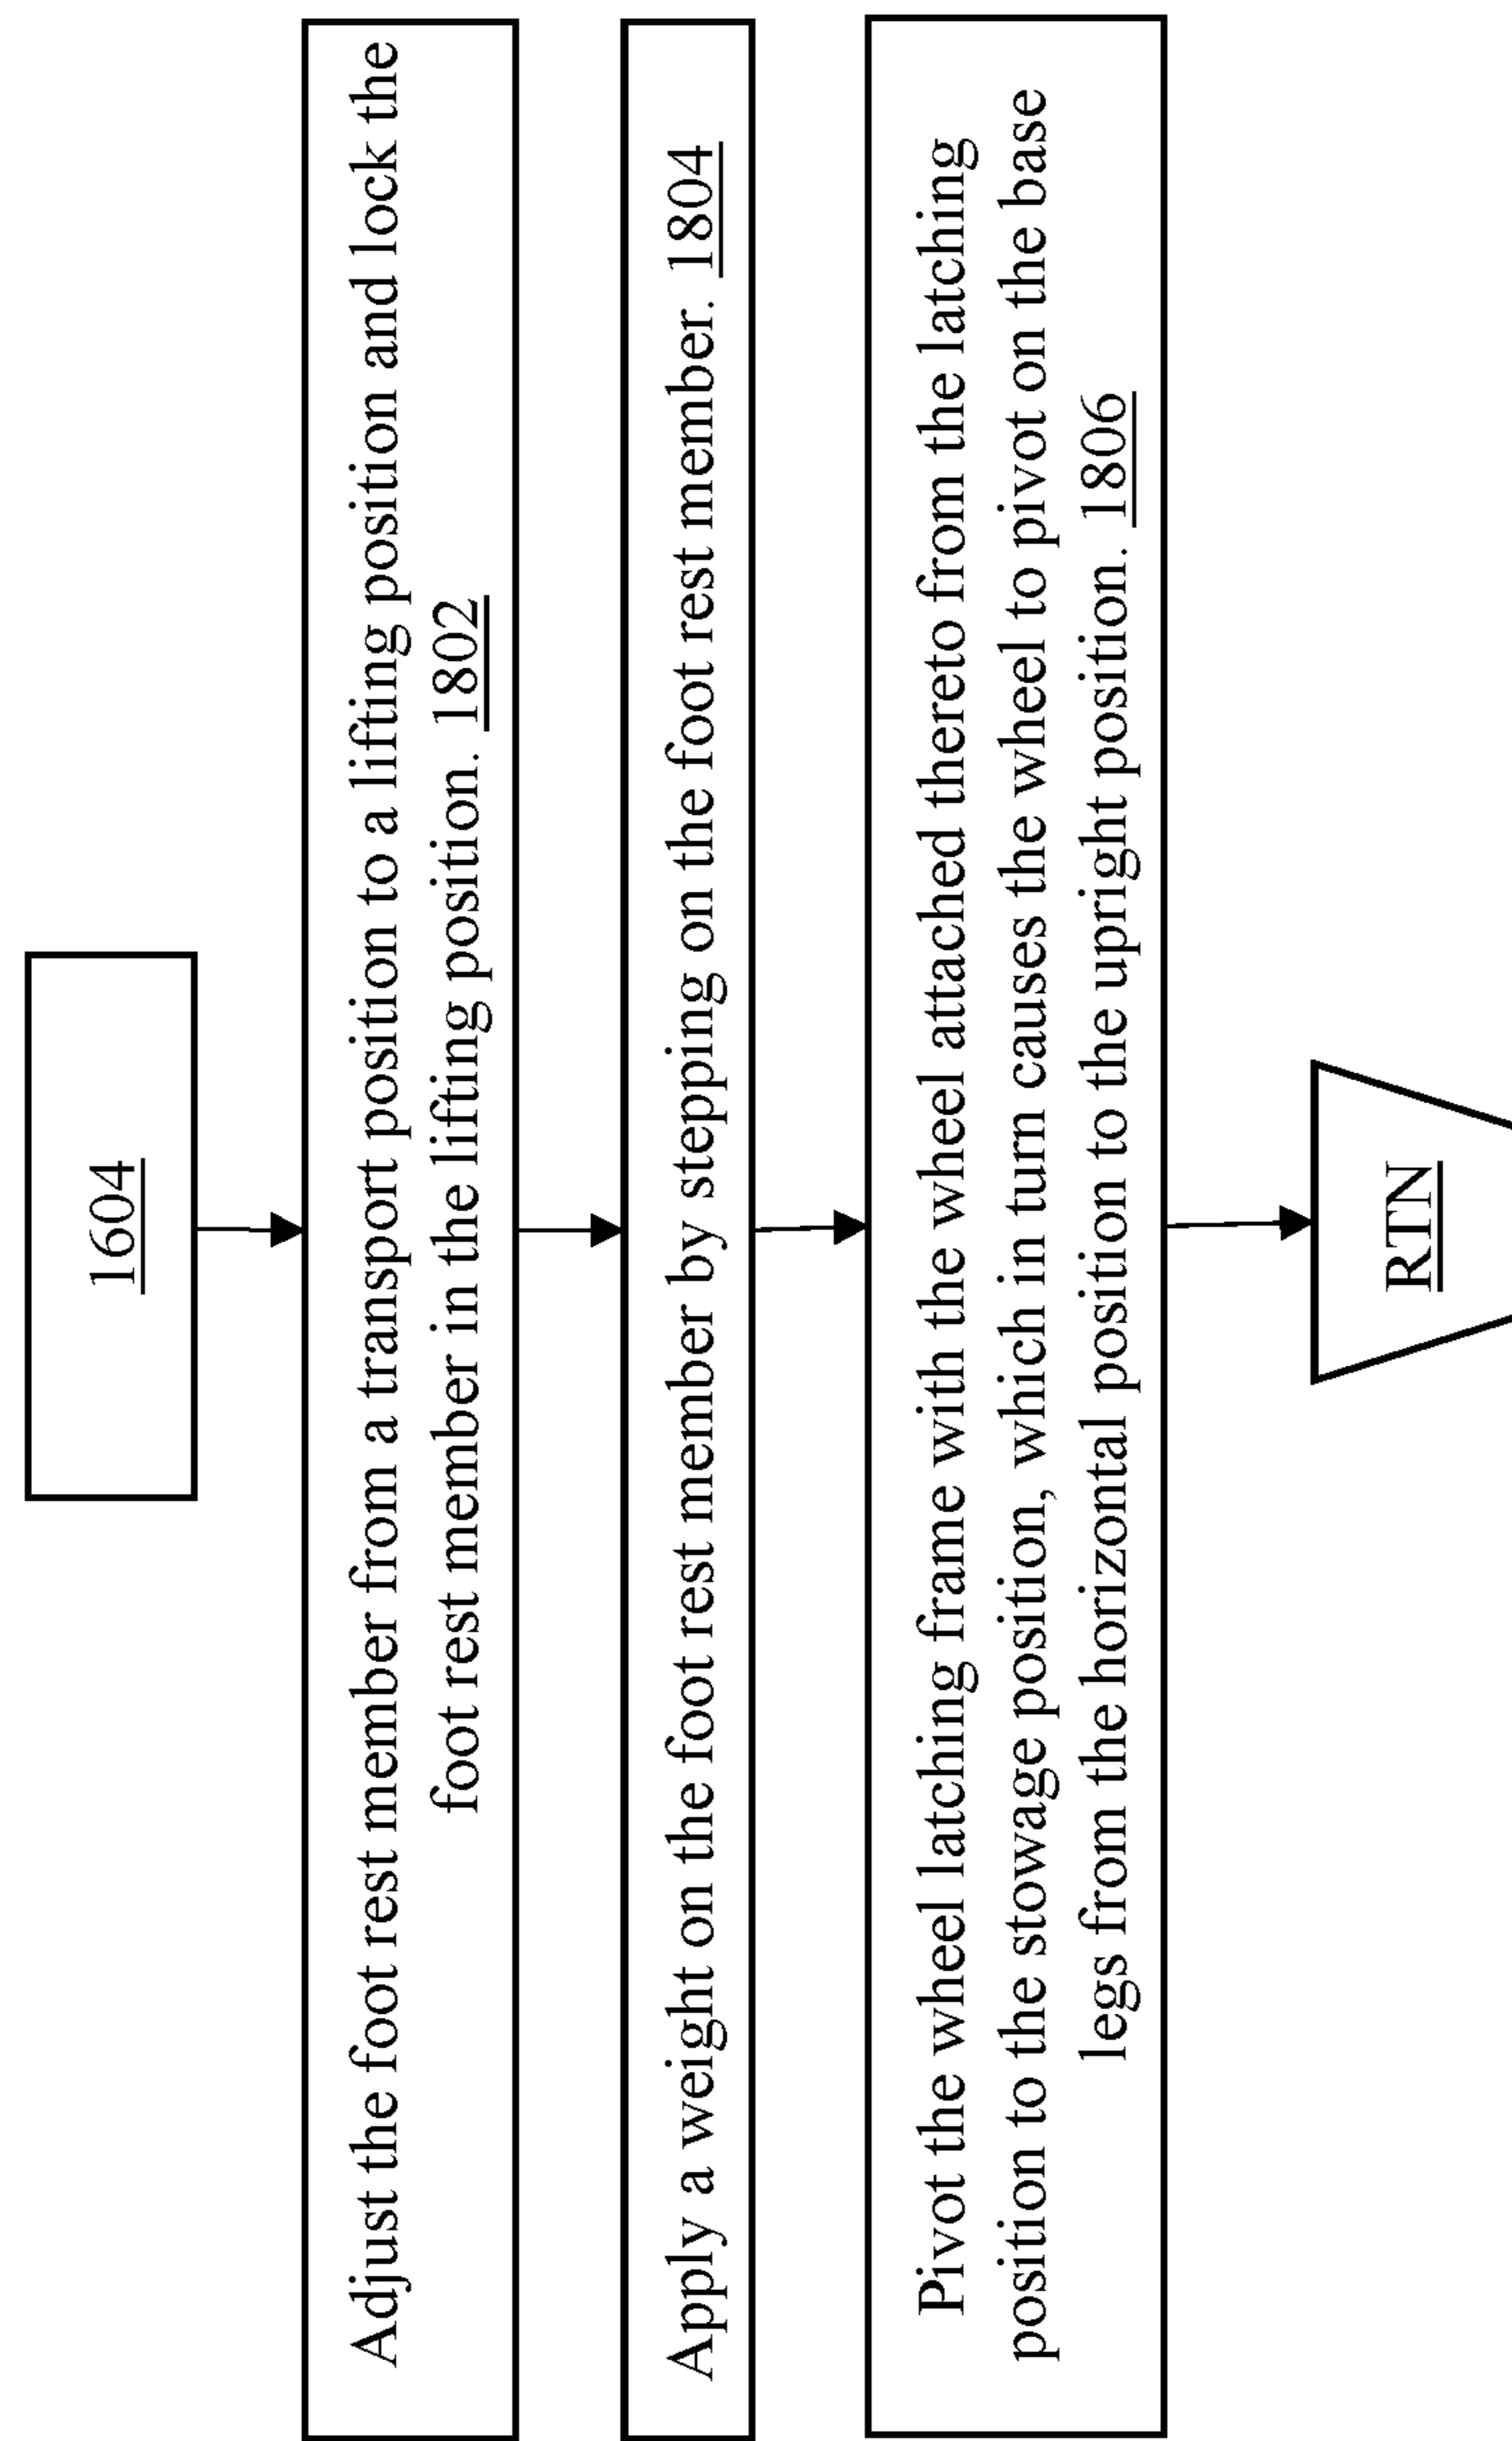 1604
Adjust the foot rest member from a transport position to a lifting position and lock the
foot rest member in the lifting position. 1802
Apply a weight on the foot rest member by stepping on the foot rest member. 1804
Pivot the wheel latching frame with the wheel attached thereto from the latching
position to the stowage position, which in turn causes the wheel to pivot on the base
legs from the horizontal position to the upright position. 1806
RTN